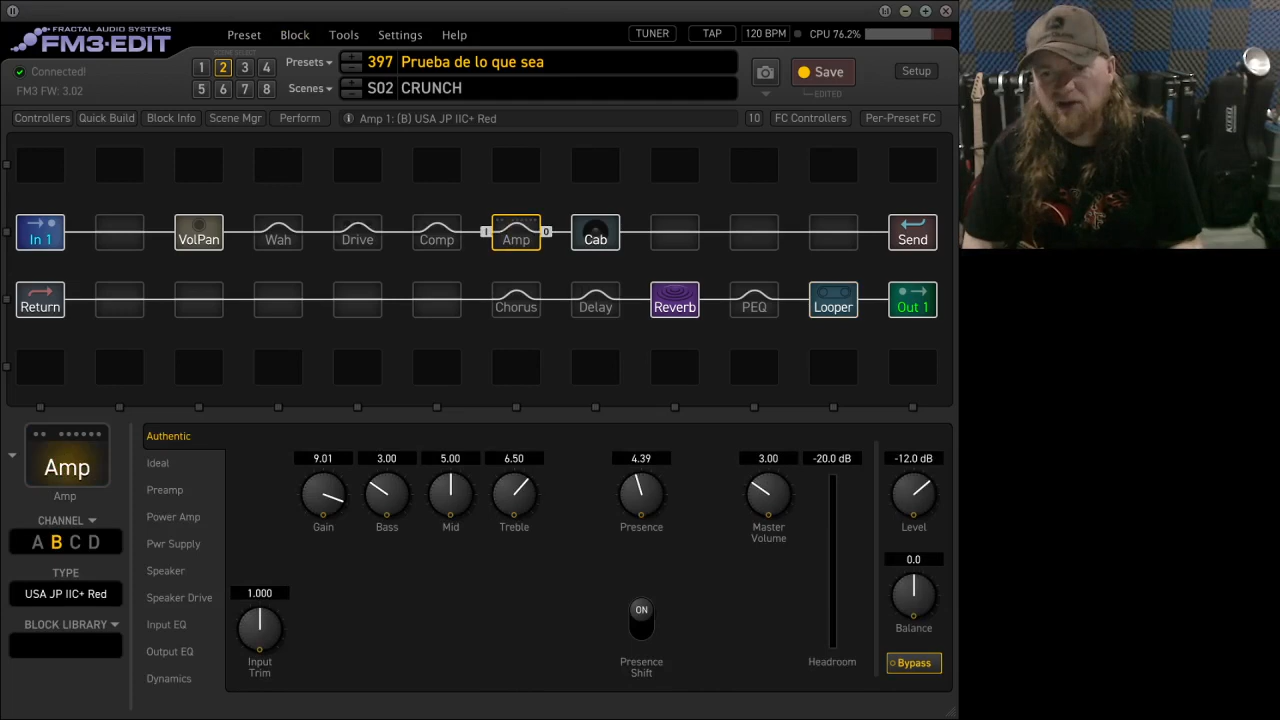 FRACTAL AUDIO SYSTEMS
FM3-EDIT
Preset Block Tools Settings Help
TUNER TAP 120 BPM CPU 76.2%
Connected!
FM3 FW: 3.02
SCENE SELECT
1 2 3 4
5 6 7 8
Presets 397 Prueba de lo que sea
Scenes S02 CRUNCH
Save
EDITED
Setup
Controllers Quick Build Block Info Scene Mgr Perform Amp 1: (B) USA JP IIC+ Red 10 FC Controllers Per-Preset FC
In 1 VolPan Wah Drive Comp I Amp O Cab Send
Return Chorus Delay Reverb PEQ Looper Out 1
Amp
Amp
CHANNEL
A B C D
TYPE
USA JP IIC+ Red
BLOCK LIBRARY
Authentic
Ideal
Preamp
Power Amp
Pwr Supply
Speaker
Speaker Drive
Input EQ
Output EQ
Dynamics
9.01 3.00 5.00 6.50 4.39 3.00 -20.0 dB -12.0 dB
Gain Bass Mid Treble Presence Master Volume Level
0.0
Balance
1.000
Input Trim
ON
Presence Shift
Headroom
Bypass